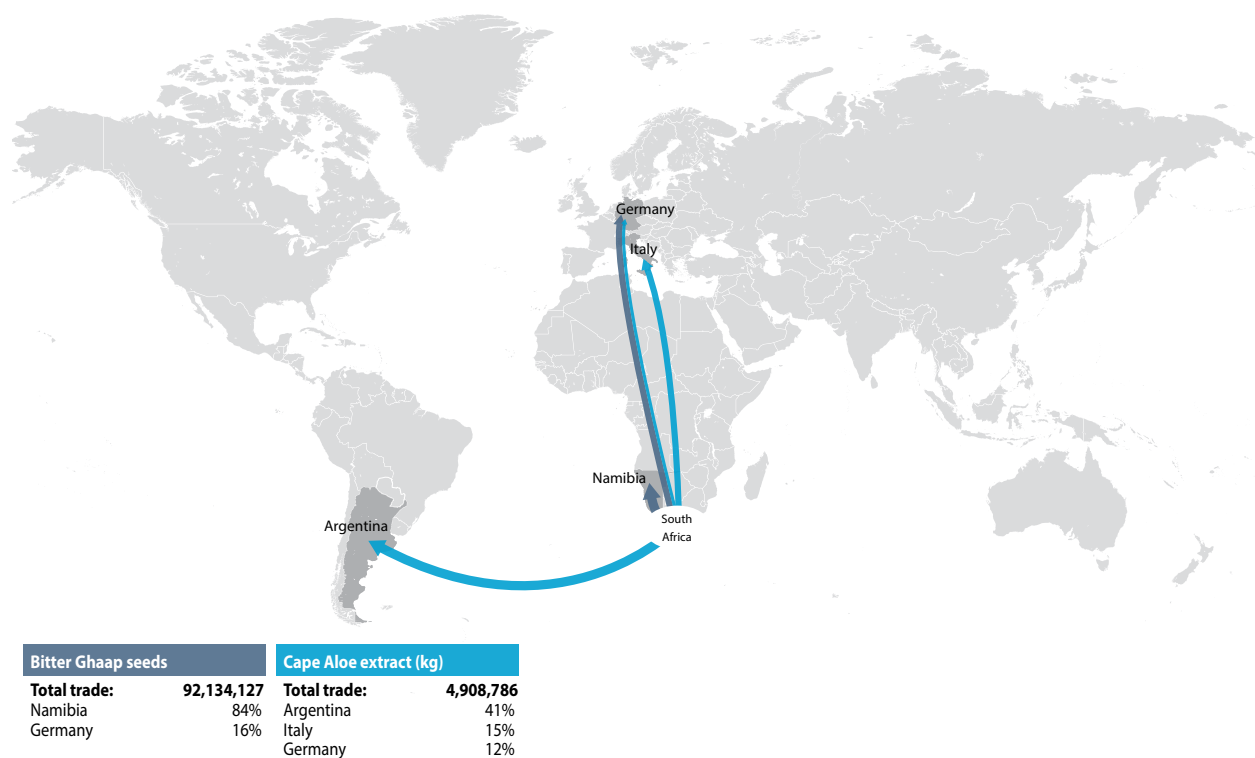 Germany
Italy
Namibia
South
Africa
Argentina
Bitter Ghaap seeds
Total trade: 92,134,127
Namibia 84%
Germany 16%
Cape Aloe extract (kg)
Total trade: 4,908,786
Argentina 41%
Italy 15%
Germany 12%